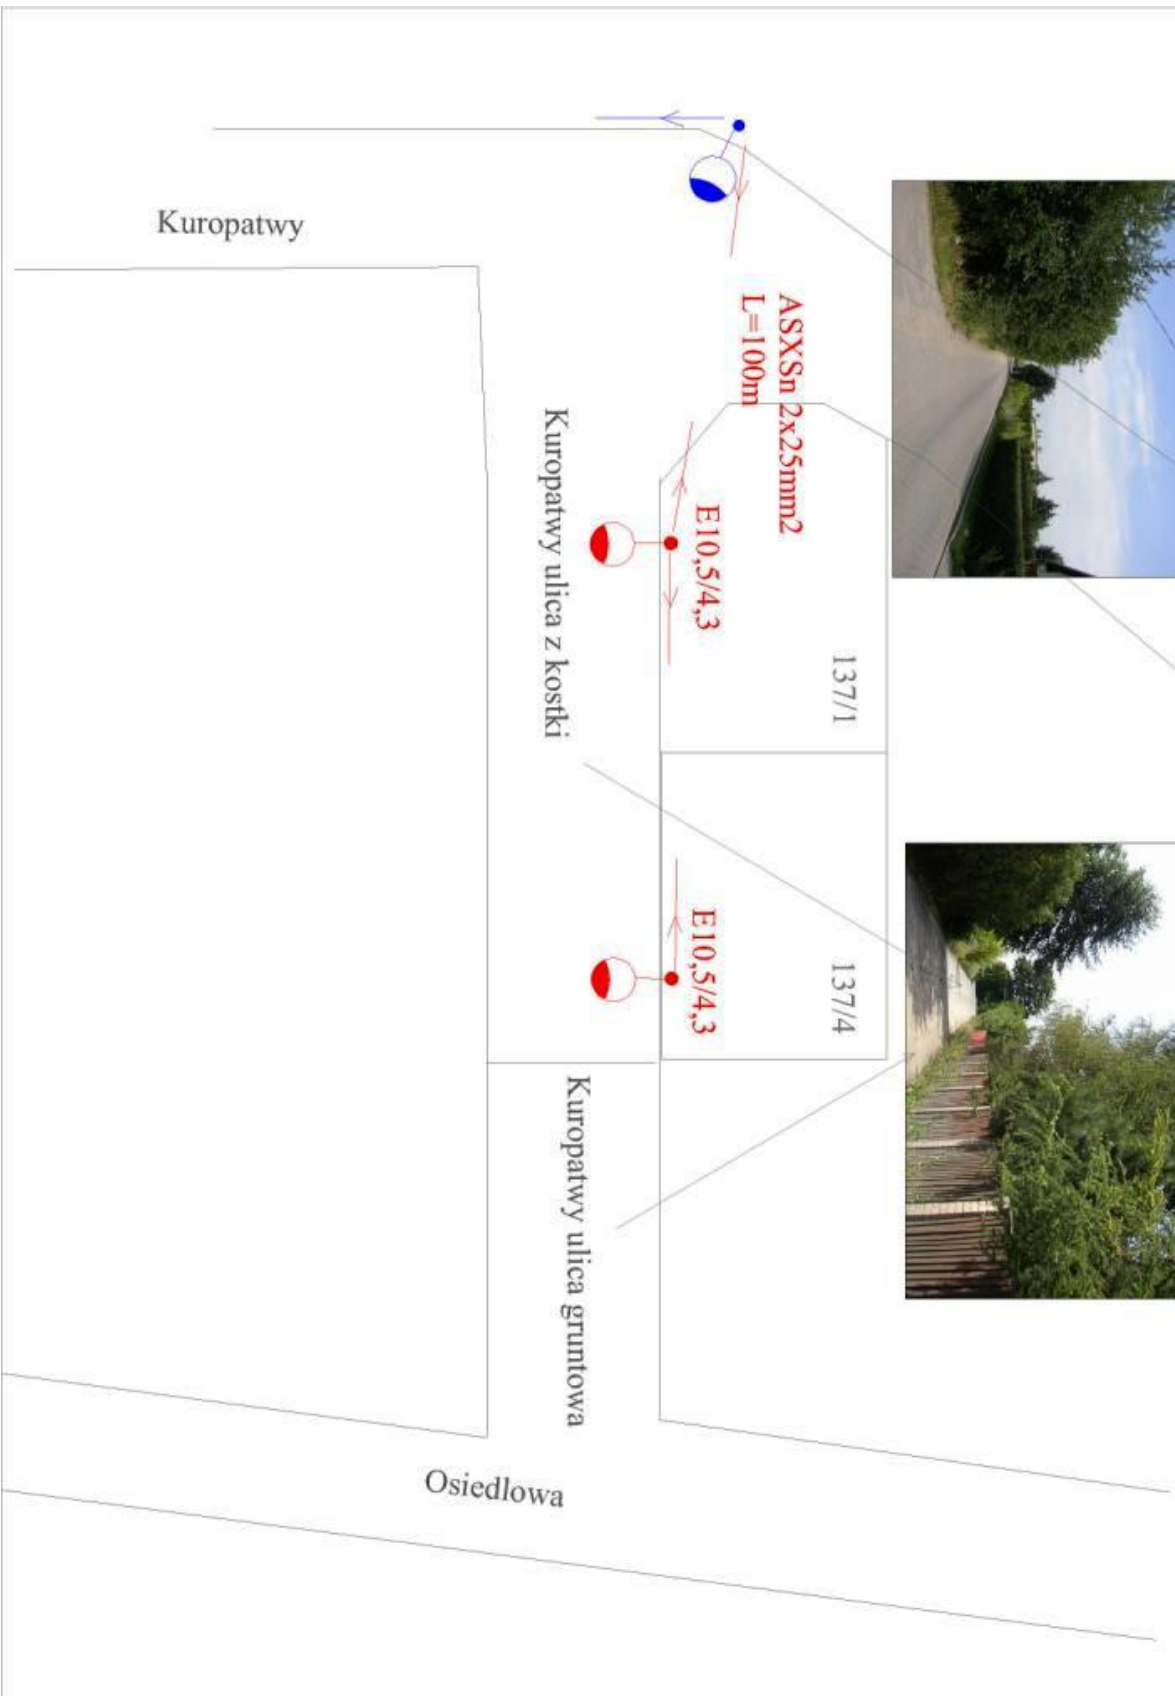 Kuropatwy
ASXSn 2x25mm2
L=100m
Kuropatwy ulica z kostki
E10,5/4,3
137/1
E10,5/4,3
137/4
Kuropatwy ulica gruntowa
Osiedlowa